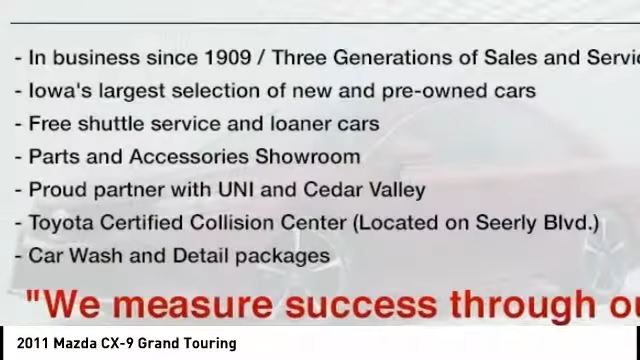 - In business since 1909 / Three Generations of Sales and
- Iowa's largest selection of new and pre-owned cars
- Free shuttle service and loaner cars
- Parts and Accessories Showroom
- Proud partner with UNI and Cedar Valley
- Toyota Certified Collision Center (Located on Seerly Blvd.)
- Car Wash and Detail packages
"We measure success through
2011 Mazda CX-9 Grand Touring